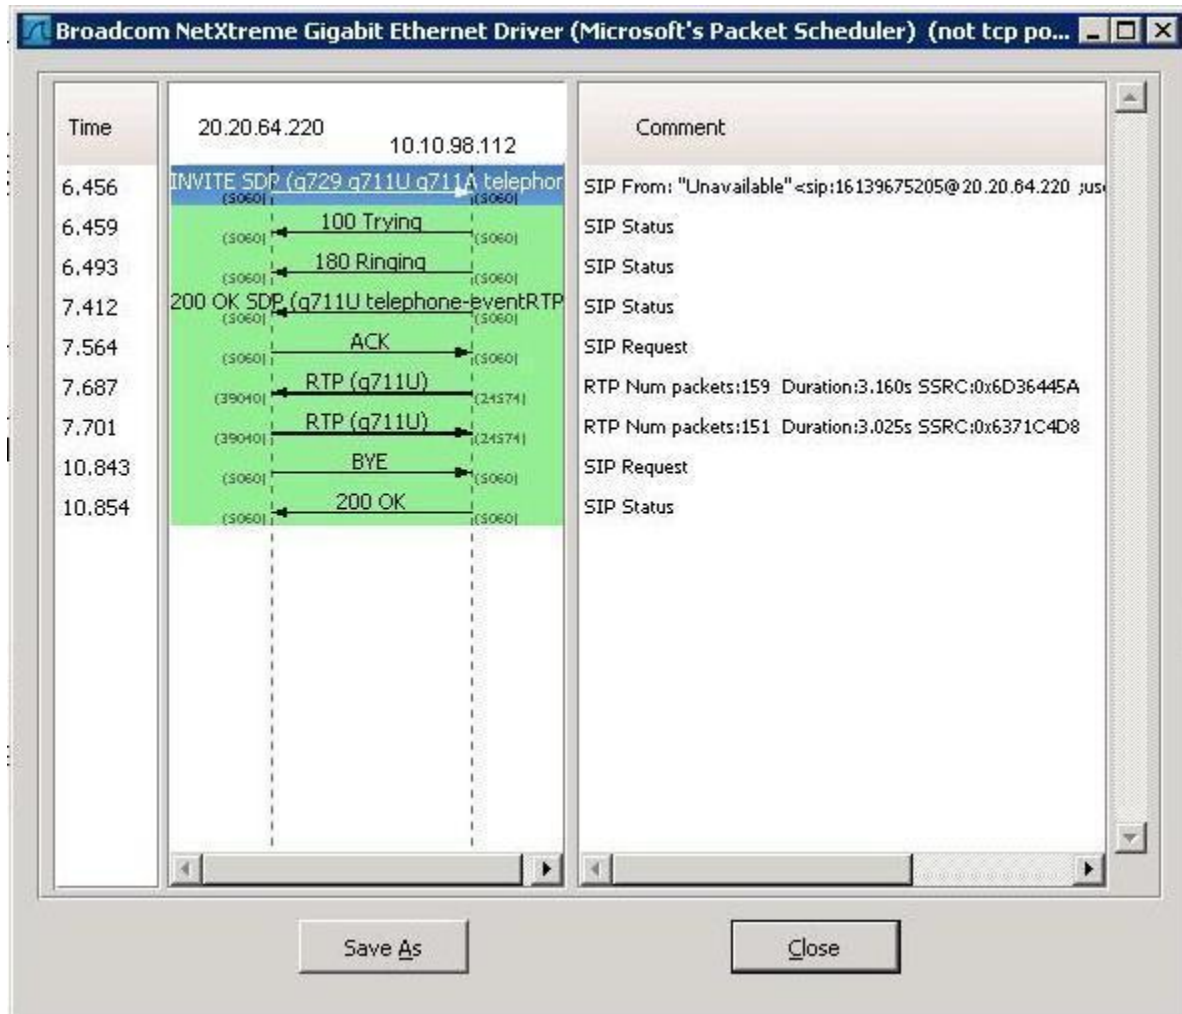 Broadcom NetXtreme Gigabit Ethernet Driver (Microsoft's Packet Scheduler) (not tcp po...
Time 20.20.64.220 10.10.98.112 Comment
6.456 INVITE SDP (g729 g711U g711A telephor (5060) (5060) SIP From: "Unavailable"<sip:16139675205@20.20.64.220 ;use
6.459 100 Trying (5060) (5060) SIP Status
6.493 180 Ringing (5060) (5060) SIP Status
7.412 200 OK SDP (g711U telephone-eventRTP (5060) (5060) SIP Status
7.564 ACK (5060) (5060) SIP Request
7.687 RTP (g711U) (39040) (24574) RTP Num packets:159 Duration:3.160s SSRC:0x6D36445A
7.701 RTP (g711U) (39040) (24574) RTP Num packets:151 Duration:3.025s SSRC:0x6371C4D8
10.843 BYE (5060) (5060) SIP Request
10.854 200 OK (5060) (5060) SIP Status
Save As Close